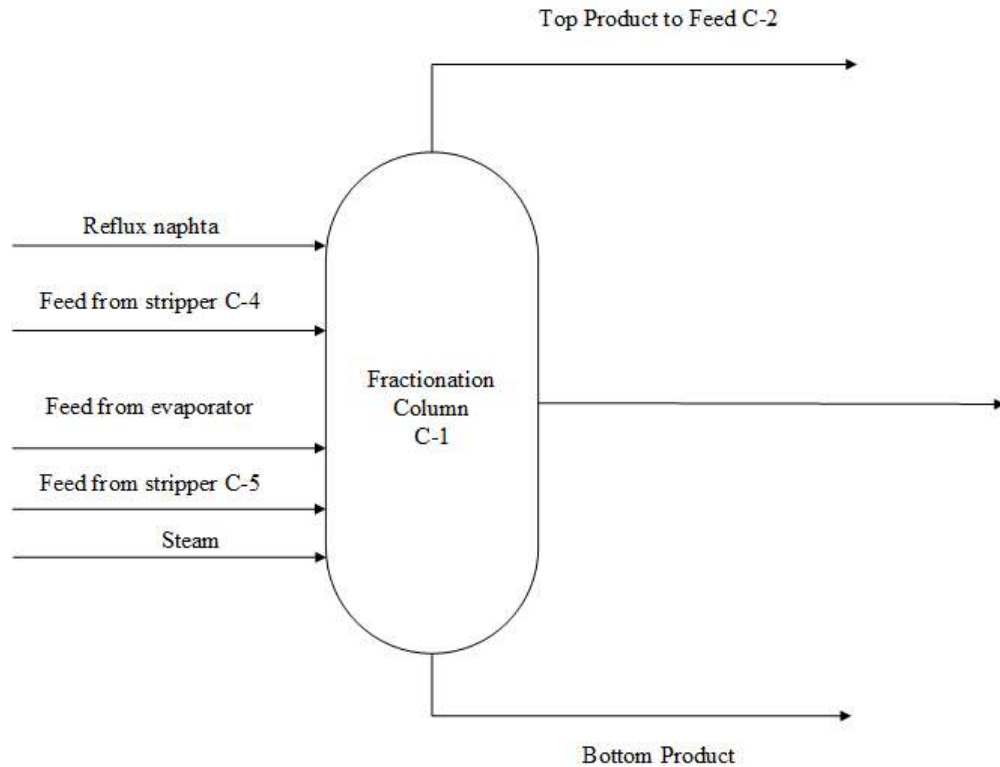 Top Product to Feed C-2
Reflux naphta
Feed from stripper C-4
Fractionation
Column
C-1
Feed from evaporator
Feed from stripper C-5
Steam
Bottom Product